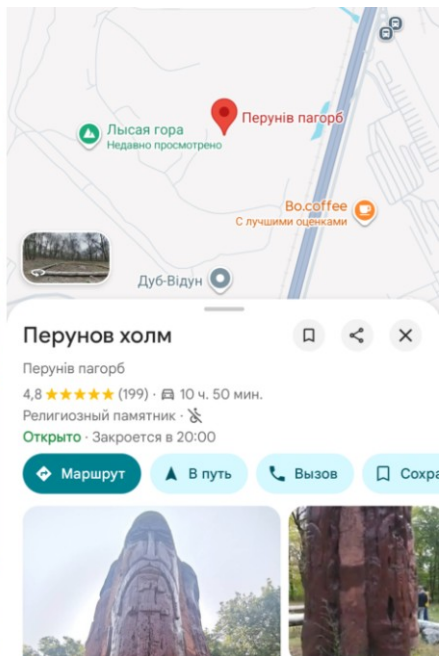 Перунів пагорб
Лысая гора
Недавно просмотрено
Bo.coffee
С лучшими оценками
Дуб-Відун
Перунов холм
Перунів пагорб
4,8 ★★★★★ (199) · 10 ч. 50 мин.
Религиозный памятник ·
Открыто · Закроется в 20:00
Маршрут В путь Вызов Сохра